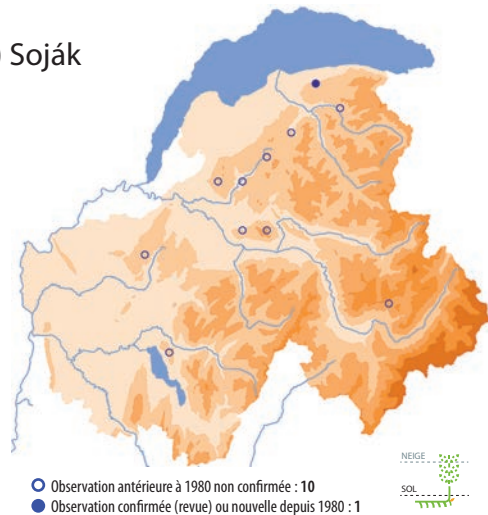 ) Soják
NEIGE
SOL
Observation antérieure à 1980 non confirmée : 10
Observation confirmée (revue) ou nouvelle depuis 1980 : 1